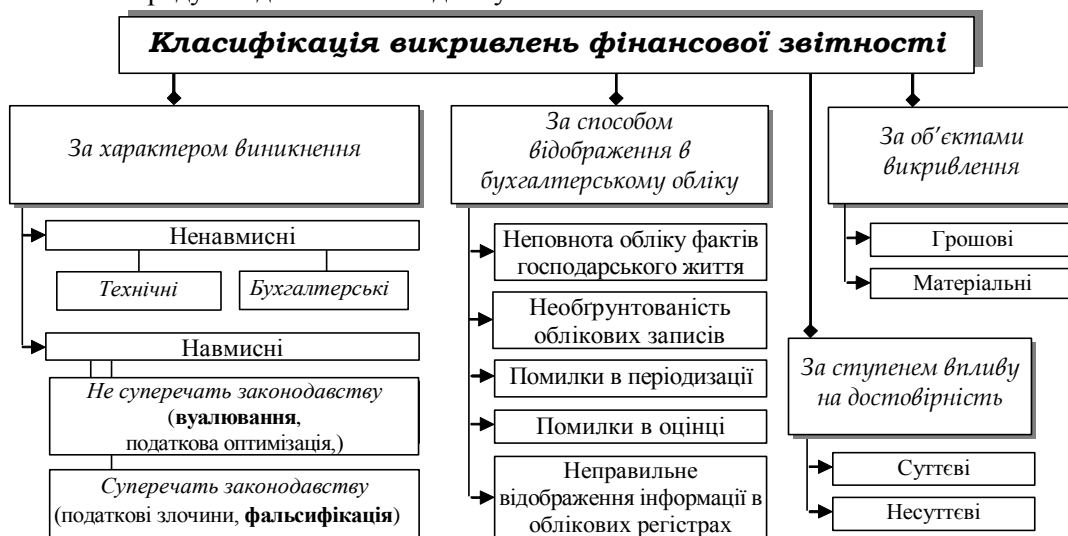 Класифікація викривлень фінансової звітності
За характером виникнення
Ненавмисні
Технічні
Бухгалтерські
Навмисні
Не суперечать законодавству
(вуалювання,
податкова оптимізація,)
Суперечать законодавству
(податкові злочини, фальсифікація)
За способом
відображення в
бухгалтерському обліку
Неповнота обліку фактів
господарського життя
Необґрунтованість
облікових записів
Помилки в періодизації
Помилки в оцінці
Неправильне
відображення інформації в
облікових регістрах
За об’єктами
викривлення
Грошові
Матеріальні
За ступенем впливу
на достовірність
Суттєві
Несуттєві